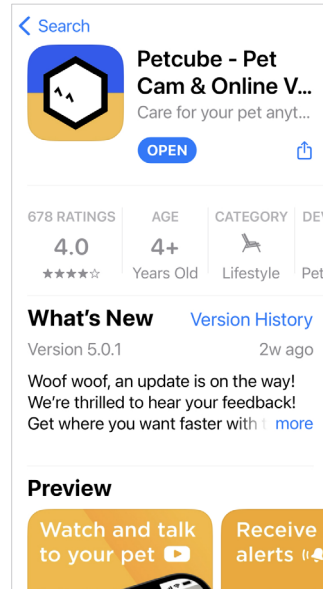 Search
Petcube - Pet
Cam & Online V...
Care for your pet anyt...
OPEN
678 RATINGS
4.0
AGE
4+
Years Old
CATEGORY
Lifestyle
What's New
Version History
Version 5.0.1
2w ago
Woof woof, an update is on the way!
We're thrilled to hear your feedback!
Get where you want faster with
more
Preview
Watch and talk
to your pet
Receive
alerts